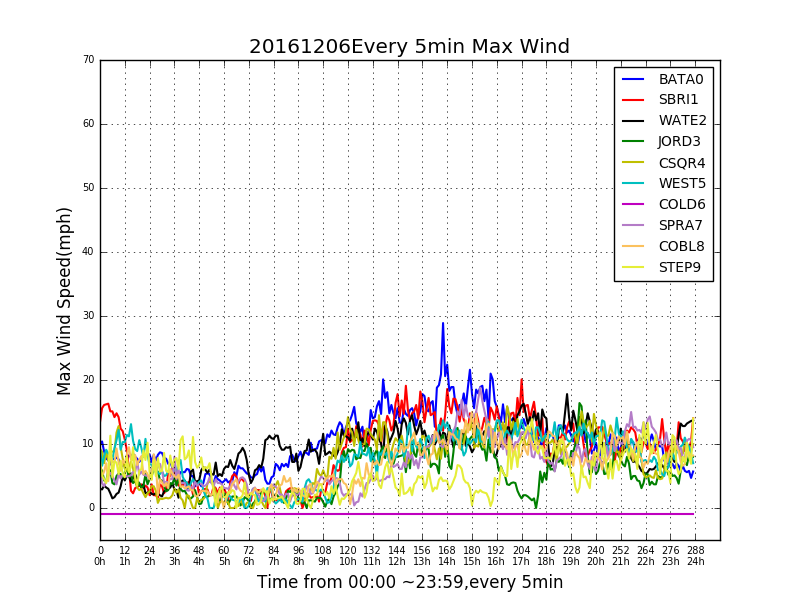 20161206Every 5min Max Wind
70
60
50
40
30
20
10
0
Max Wind Speed(mph)
BATA0
SBRI1
WATE2
JORD3
CSQR4
WEST5
COLD6
SPRA7
COBL8
STEP9
0 12 24 36 48 60 72 84 96 108 120 132 144 156 168 180 192 204 216 228 240 252 264 276 288
0h 1h 2h 3h 4h 5h 6h 7h 8h 9h 10h 11h 12h 13h 14h 15h 16h 17h 18h 19h 20h 21h 22h 23h 24h
Time from 00:00 ~23:59,every 5min